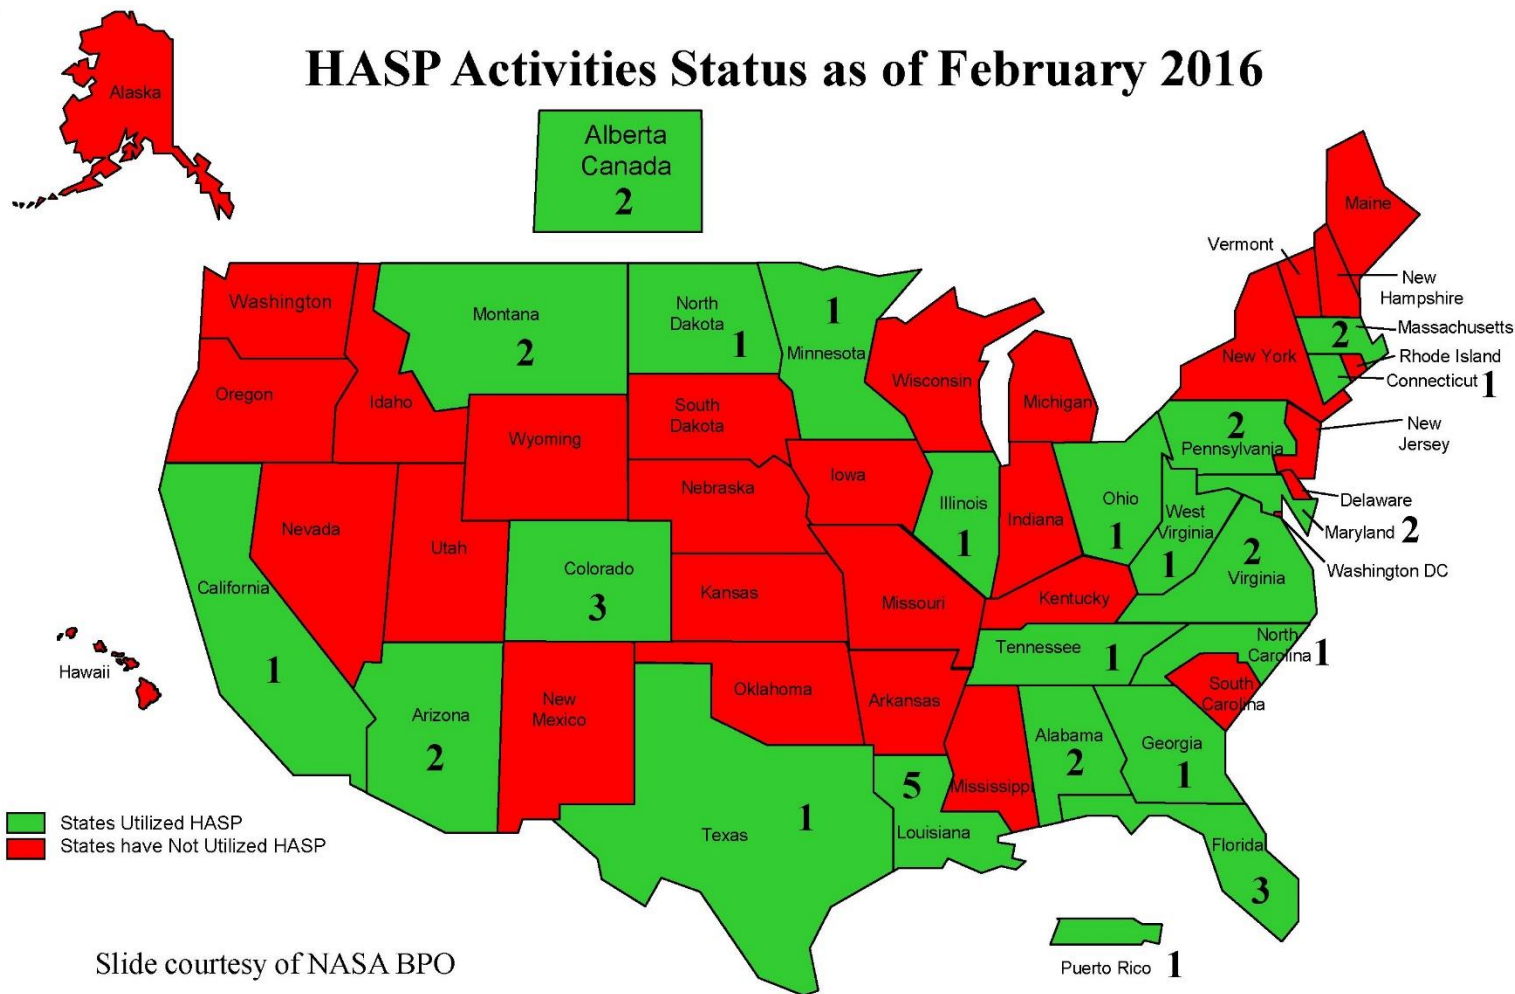 HASP Activities Status as of February 2016
Alaska
Alberta
Canada
2
Maine
Vermont
New
Hampshire
Washington
Montana
2
North
Dakota
1
1
Minnesota
2
Massachusetts
New York
Rhode Island
Connecticut 1
Oregon
Idaho
Wyoming
South
Dakota
Wisconsin
Michigan
2
Pennsylvania
New
Jersey
Nevada
Utah
Nebraska
Iowa
Illinois
1
Indiana
Ohio
1
West
Virginia
1
Delaware
Maryland 2
2
Virginia
Washington DC
California
1
Colorado
3
Kansas
Missouri
Kentucky
Hawaii
Arizona
2
New
Mexico
Oklahoma
Arkansas
Tennessee 1
North
Carolina 1
South
Carolina
Texas
1
5
Louisiana
Mississippi
Alabama
2
Georgia
1
Florida
3
States Utilized HASP
States have Not Utilized HASP
Puerto Rico 1
Slide courtesy of NASA BPO